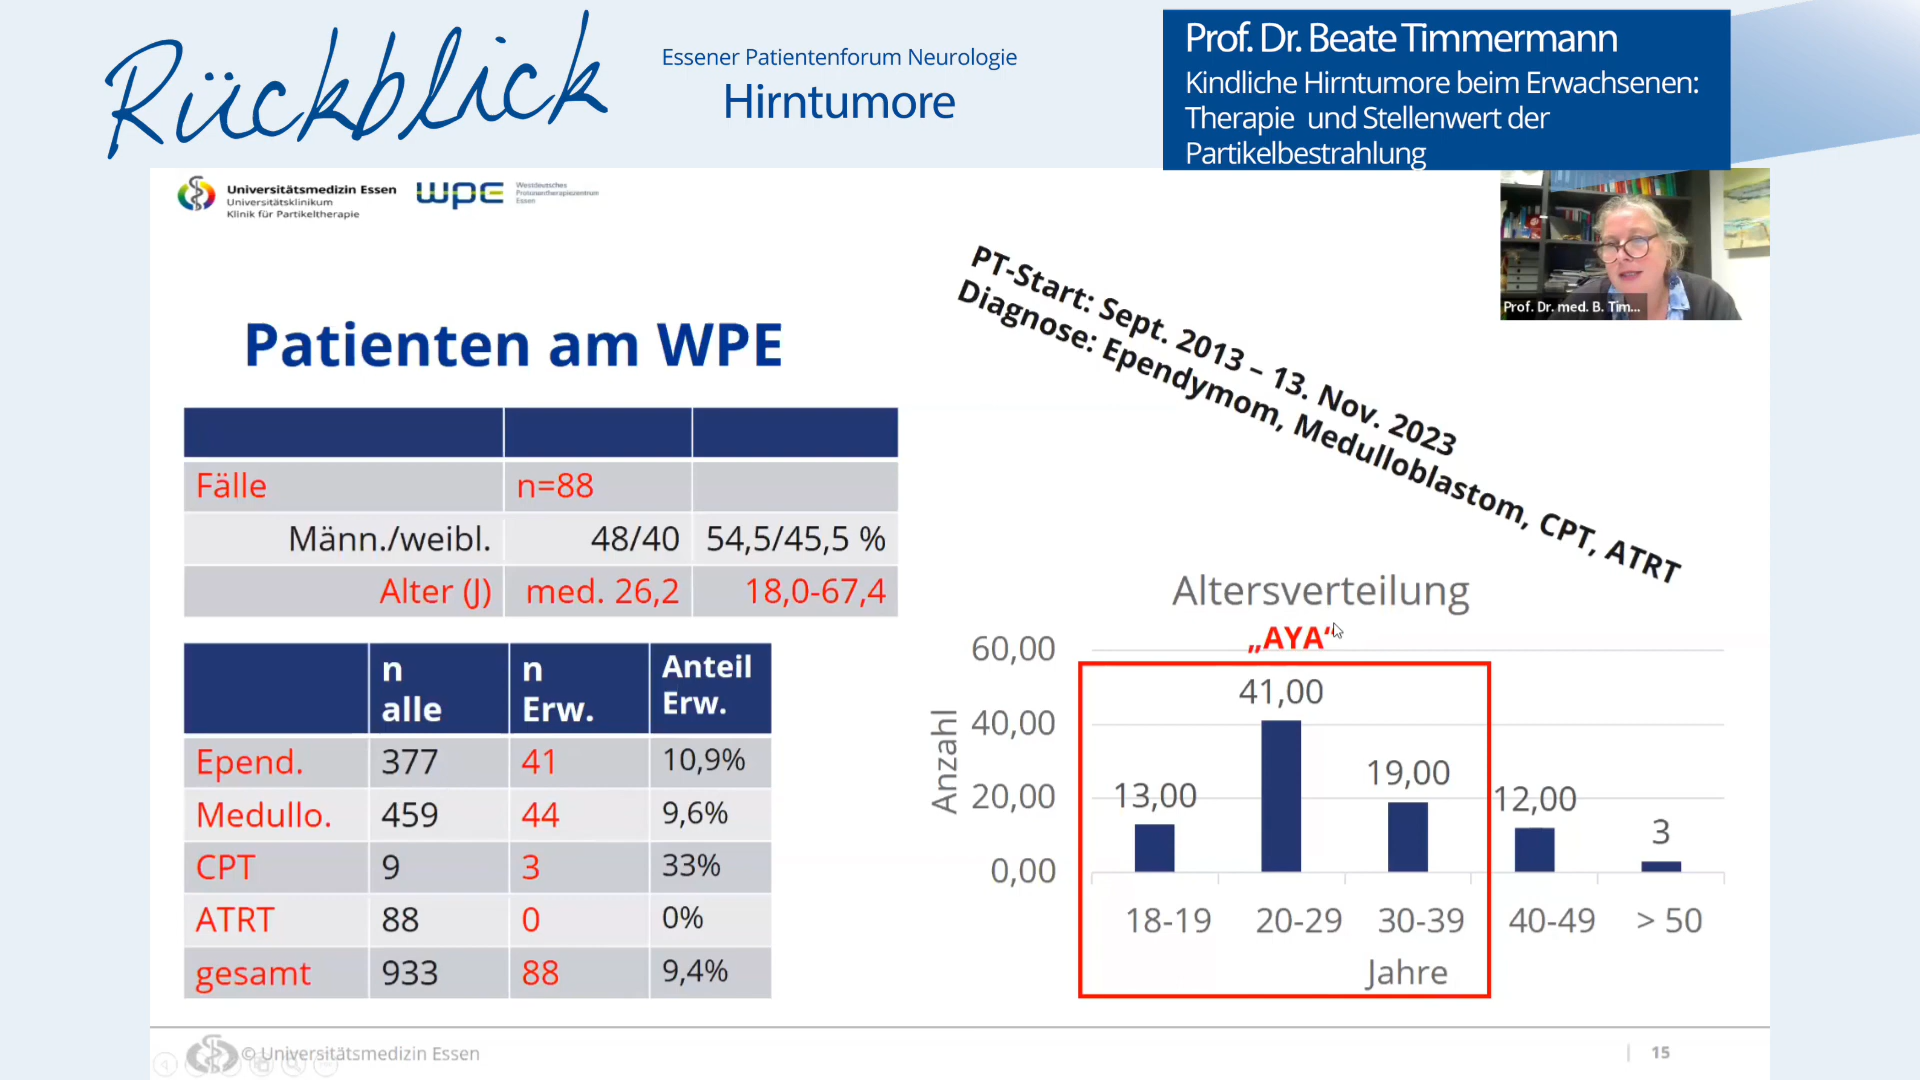 Rückblick
Essener Patientenforum Neurologie
Hirntumore
Prof. Dr. Beate Timmermann
Kindliche Hirntumore beim Erwachsenen:
Therapie und Stellenwert der
Partikelbestrahlung
Universitätsmedizin Essen
Universitätsklinikum
Klinik für Partikeltherapie
WPE
Westdeutsches
Protonentherapiezentrum
Essen
Prof. Dr. med. B. Tim...
PT-Start: Sept. 2013 – 13. Nov. 2023
Diagnose: Ependymom, Medulloblastom, CPT, ATRT
Patienten am WPE
Fälle n=88
Männ./weibl. 48/40 54,5/45,5 %
Alter (J) med. 26,2 18,0-67,4
n alle n Erw. Anteil Erw.
Epend. 377 41 10,9%
Medullo. 459 44 9,6%
CPT 9 3 33%
ATRT 88 0 0%
gesamt 933 88 9,4%
Altersverteilung
„AYA“
Anzahl
60,00
40,00
20,00
0,00
13,00 41,00 19,00 12,00 3
18-19 20-29 30-39 40-49 > 50
Jahre
© Universitätsmedizin Essen
15